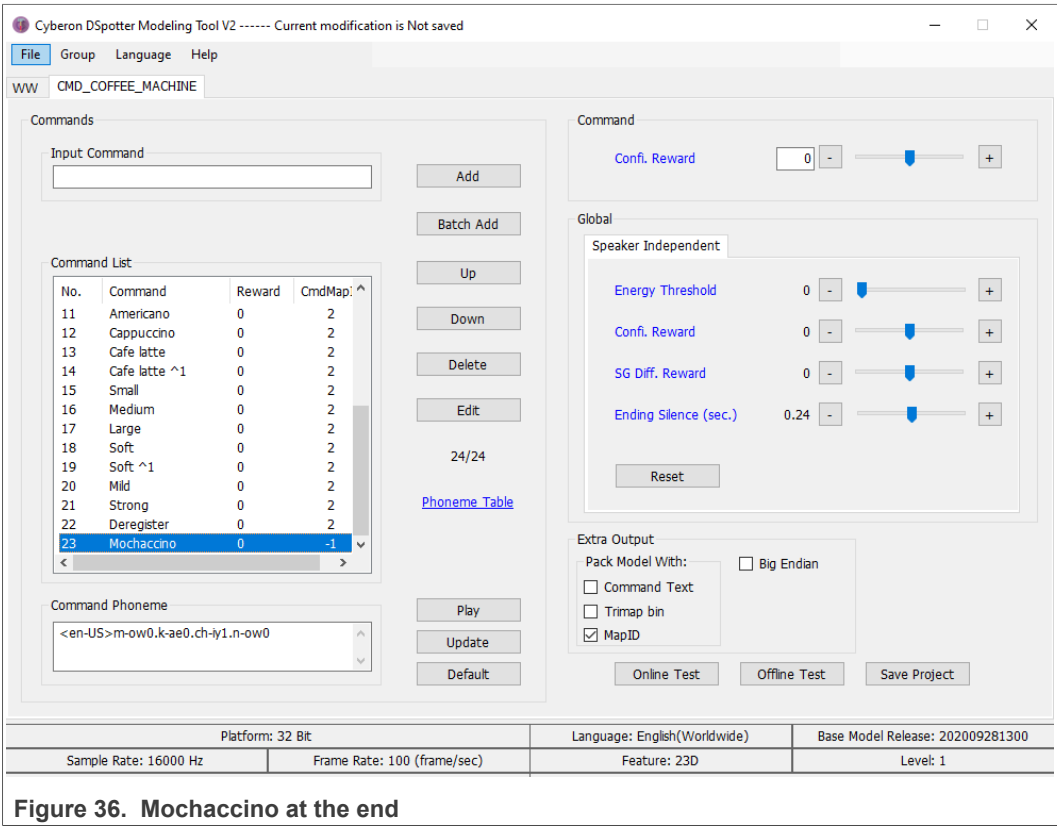 Cyberon DSpotter Modeling Tool V2 ------ Current modification is Not saved
File Group Language Help
WW CMD_COFFEE_MACHINE
Commands
Input Command
Add
Batch Add
Command List
No. Command Reward CmdMapI
11 Americano 0 2
12 Cappuccino 0 2
13 Cafe latte 0 2
14 Cafe latte ^1 0 2
15 Small 0 2
16 Medium 0 2
17 Large 0 2
18 Soft 0 2
19 Soft ^1 0 2
20 Mild 0 2
21 Strong 0 2
22 Deregister 0 2
23 Mochaccino 0 -1
Up
Down
Delete
Edit
24/24
Phoneme Table
Command Phoneme
<en-US>m-ow0.k-ae0.ch-iy1.n-ow0
Play
Update
Default
Command
Confi. Reward 0 - +
Global
Speaker Independent
Energy Threshold 0 - +
Confi. Reward 0 - +
SG Diff. Reward 0 - +
Ending Silence (sec.) 0.24 - +
Reset
Extra Output
Pack Model With:
Command Text
Trimap bin
MapID
Big Endian
Online Test Offline Test Save Project
Platform: 32 Bit Language: English(Worldwide) Base Model Release: 202009281300
Sample Rate: 16000 Hz Frame Rate: 100 (frame/sec) Feature: 23D Level: 1
Figure 36. Mochaccino at the end